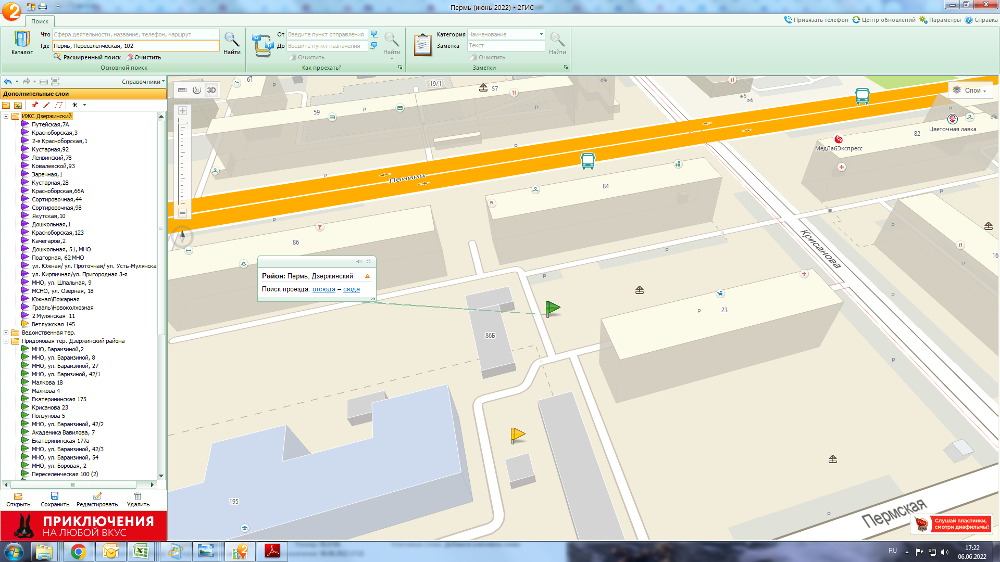 Пермь (июнь 2022) - 2ГИС
Поиск
Привязать телефон
Центр обновлений
Параметры
Справка
Каталог
Что
Сфера деятельности, название, телефон, маршрут
Где
Пермь, Переселенческая, 102
Расширенный поиск
Очистить
Найти
Основной поиск
От
Введите пункт отправления
До
Введите пункт назначения
Очистить
Найти
Как проехать?
Категория
Наименование
Заметка
Текст
Очистить
Найти
Заметки
Справочники
Дополнительные слои
ИЖС Дзержинский
Путейская,7А
Красноборская,3
2-я Красноборская,1
Кустарная,92
Ленвинский,78
Ковалевской,93
Заречная,1
Кустарная,28
Красноборская,66А
Сортировочная,44
Сортировочная,98
Якутская,10
Дошкольная,1
Красноборская,123
Качегаров,2
Дошкольная, 51, МНО
Подгорная, 62 МНО
ул. Южная/ ул. Проточная/ ул. Усть-Мулянска
ул. Кирпичная/ул. Пригородная 3-я
МНО, ул. Шпальная, 9
МСНО, ул. Озерная, 18
Южная\Пожарная
Грааль/Новоколхозная
2 Мулянская  11
Ветлужская 145
Ведомственная тер.
Придомовая тер. Дзержинский района
МНО, Барамзиной,2
МНО, ул. Барамзиной, 8
МНО, ул. Барамзиной, 27
МНО, ул. Бармзиной, 42/1
Малкова 18
Малкова 4
Екатерининская 175
Крисанова 23
Ползунова 5
МНО, ул. Барамзиной, 42/2
Академика Вавилова, 7
Екатерининская 177а
МНО, ул. Барамзиной, 42/3
МНО, ул. Барамзиной, 54
МНО, ул. Боровая, 2
Переселенческая 100 (2)
Открыть
Сохранить
Редактировать
Удалить
ПРИКЛЮЧЕНИЯ
НА ЛЮБОЙ ВКУС
3D
Слои
61
19/1
57
59
Ленина
84
86
82
Цветочная лавка
МедЛабЭкспресс
Крисанова
16
Район: Пермь, Дзержинский
Поиск проезда: отсюда – сюда
86Б
23
195
Пермская
Слушай пластинки,
смотри диафильмы!
RU
17:22
06.06.2022